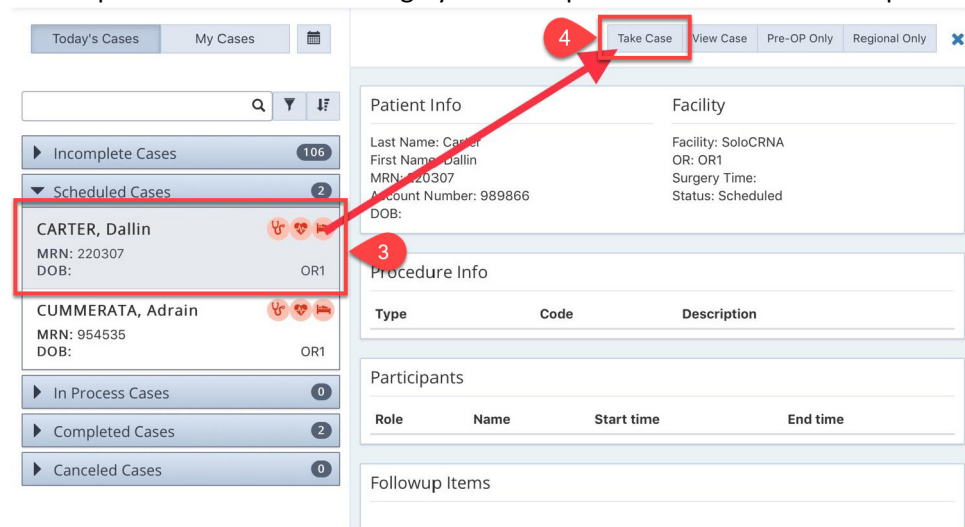 Today's Cases
My Cases
4
Take Case
View Case
Pre-OP Only
Regional Only
Incomplete Cases 106
Scheduled Cases 2
CARTER, Dallin
MRN: 220307
DOB: OR1
3
CUMMERATA, Adrain
MRN: 954535
DOB: OR1
In Process Cases 0
Completed Cases 2
Canceled Cases 0
Patient Info
Last Name: Carter
First Name: Dallin
MRN: 220307
Account Number: 989866
DOB:
Facility
Facility: SoloCRNA
OR: OR1
Surgery Time:
Status: Scheduled
Procedure Info
Type Code Description
Participants
Role Name Start time End time
Followup Items